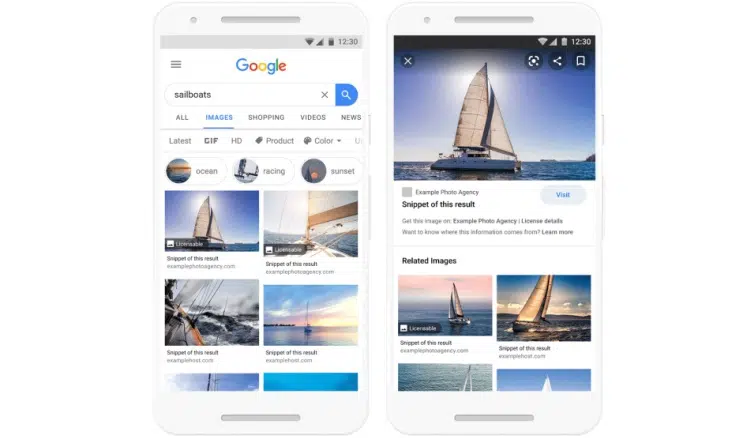 12:30
Google
sailboats
ALL IMAGES SHOPPING VIDEOS NEWS
Latest GIF HD Product Color
ocean racing sunset
Licensable Licensable
Snippet of this result Snippet of this result
examplephotoagency.com examplephotoagency.com
Snippet of this result Snippet of this result
examplehost.com examplehost.com
12:30
Example Photo Agency
Snippet of this result
Visit
Get this image on: Example Photo Agency | License details
Want to know where this information comes from? Learn more
Related Images
Licensable
Snippet of this result Snippet of this result
examplephotoagency.com examplehost.com